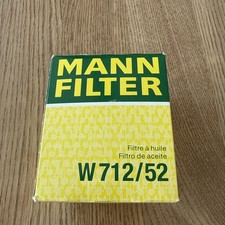 MANN
FILTER
Filtre à huile
Filtro de aceite
W 712/52